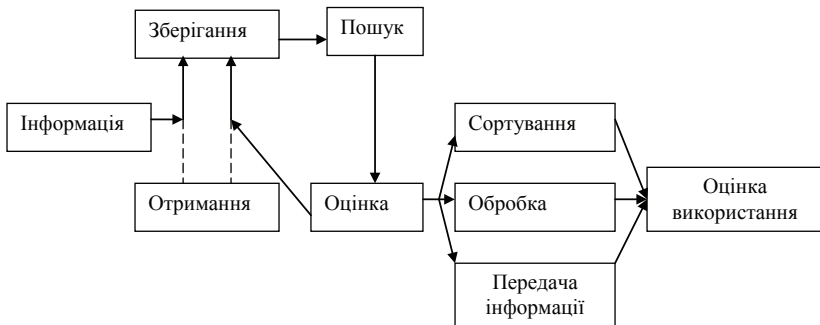 Зберігання
Пошук
Інформація
Сортування
Отримання
Оцінка
Обробка
Оцінка
використання
Передача
інформації